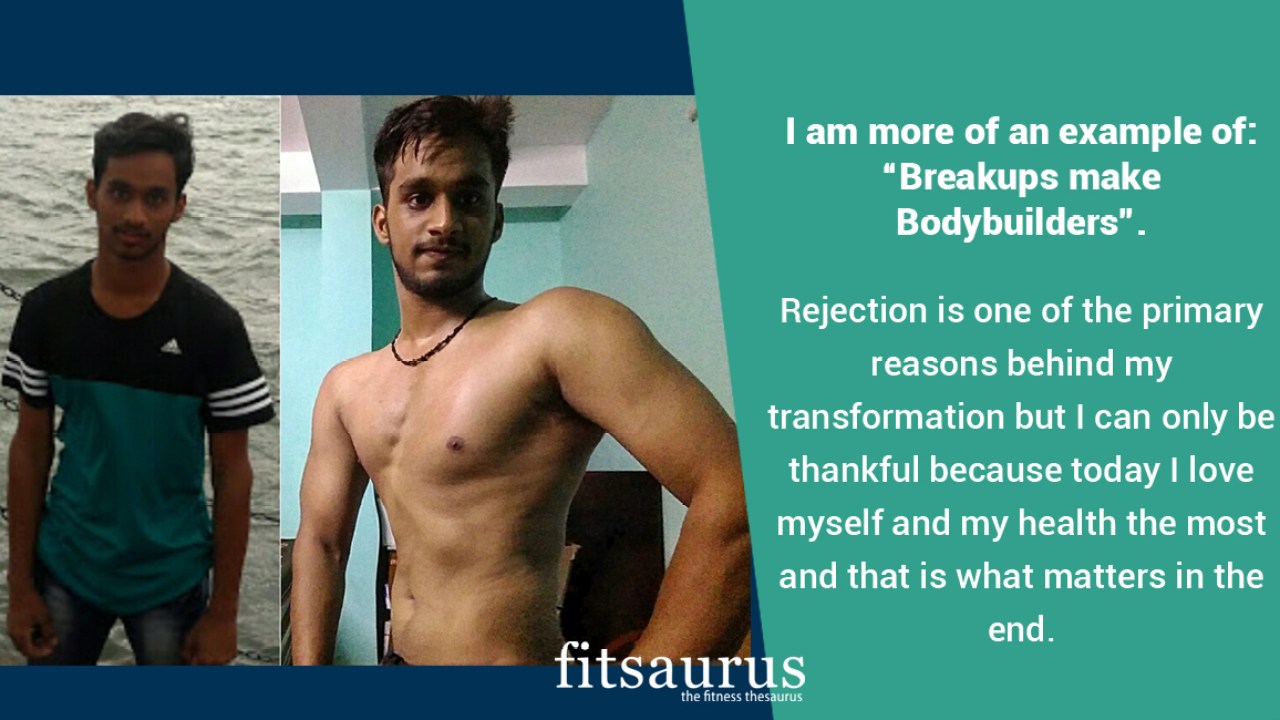 I am more of an example of:
“Breakups make
Bodybuilders".
Rejection is one of the primary
reasons behind my
transformation but I can only be
thankful because today I love
myself and my health the most
and that is what matters in the
end.
fitsaurus
the fitness thesaurus